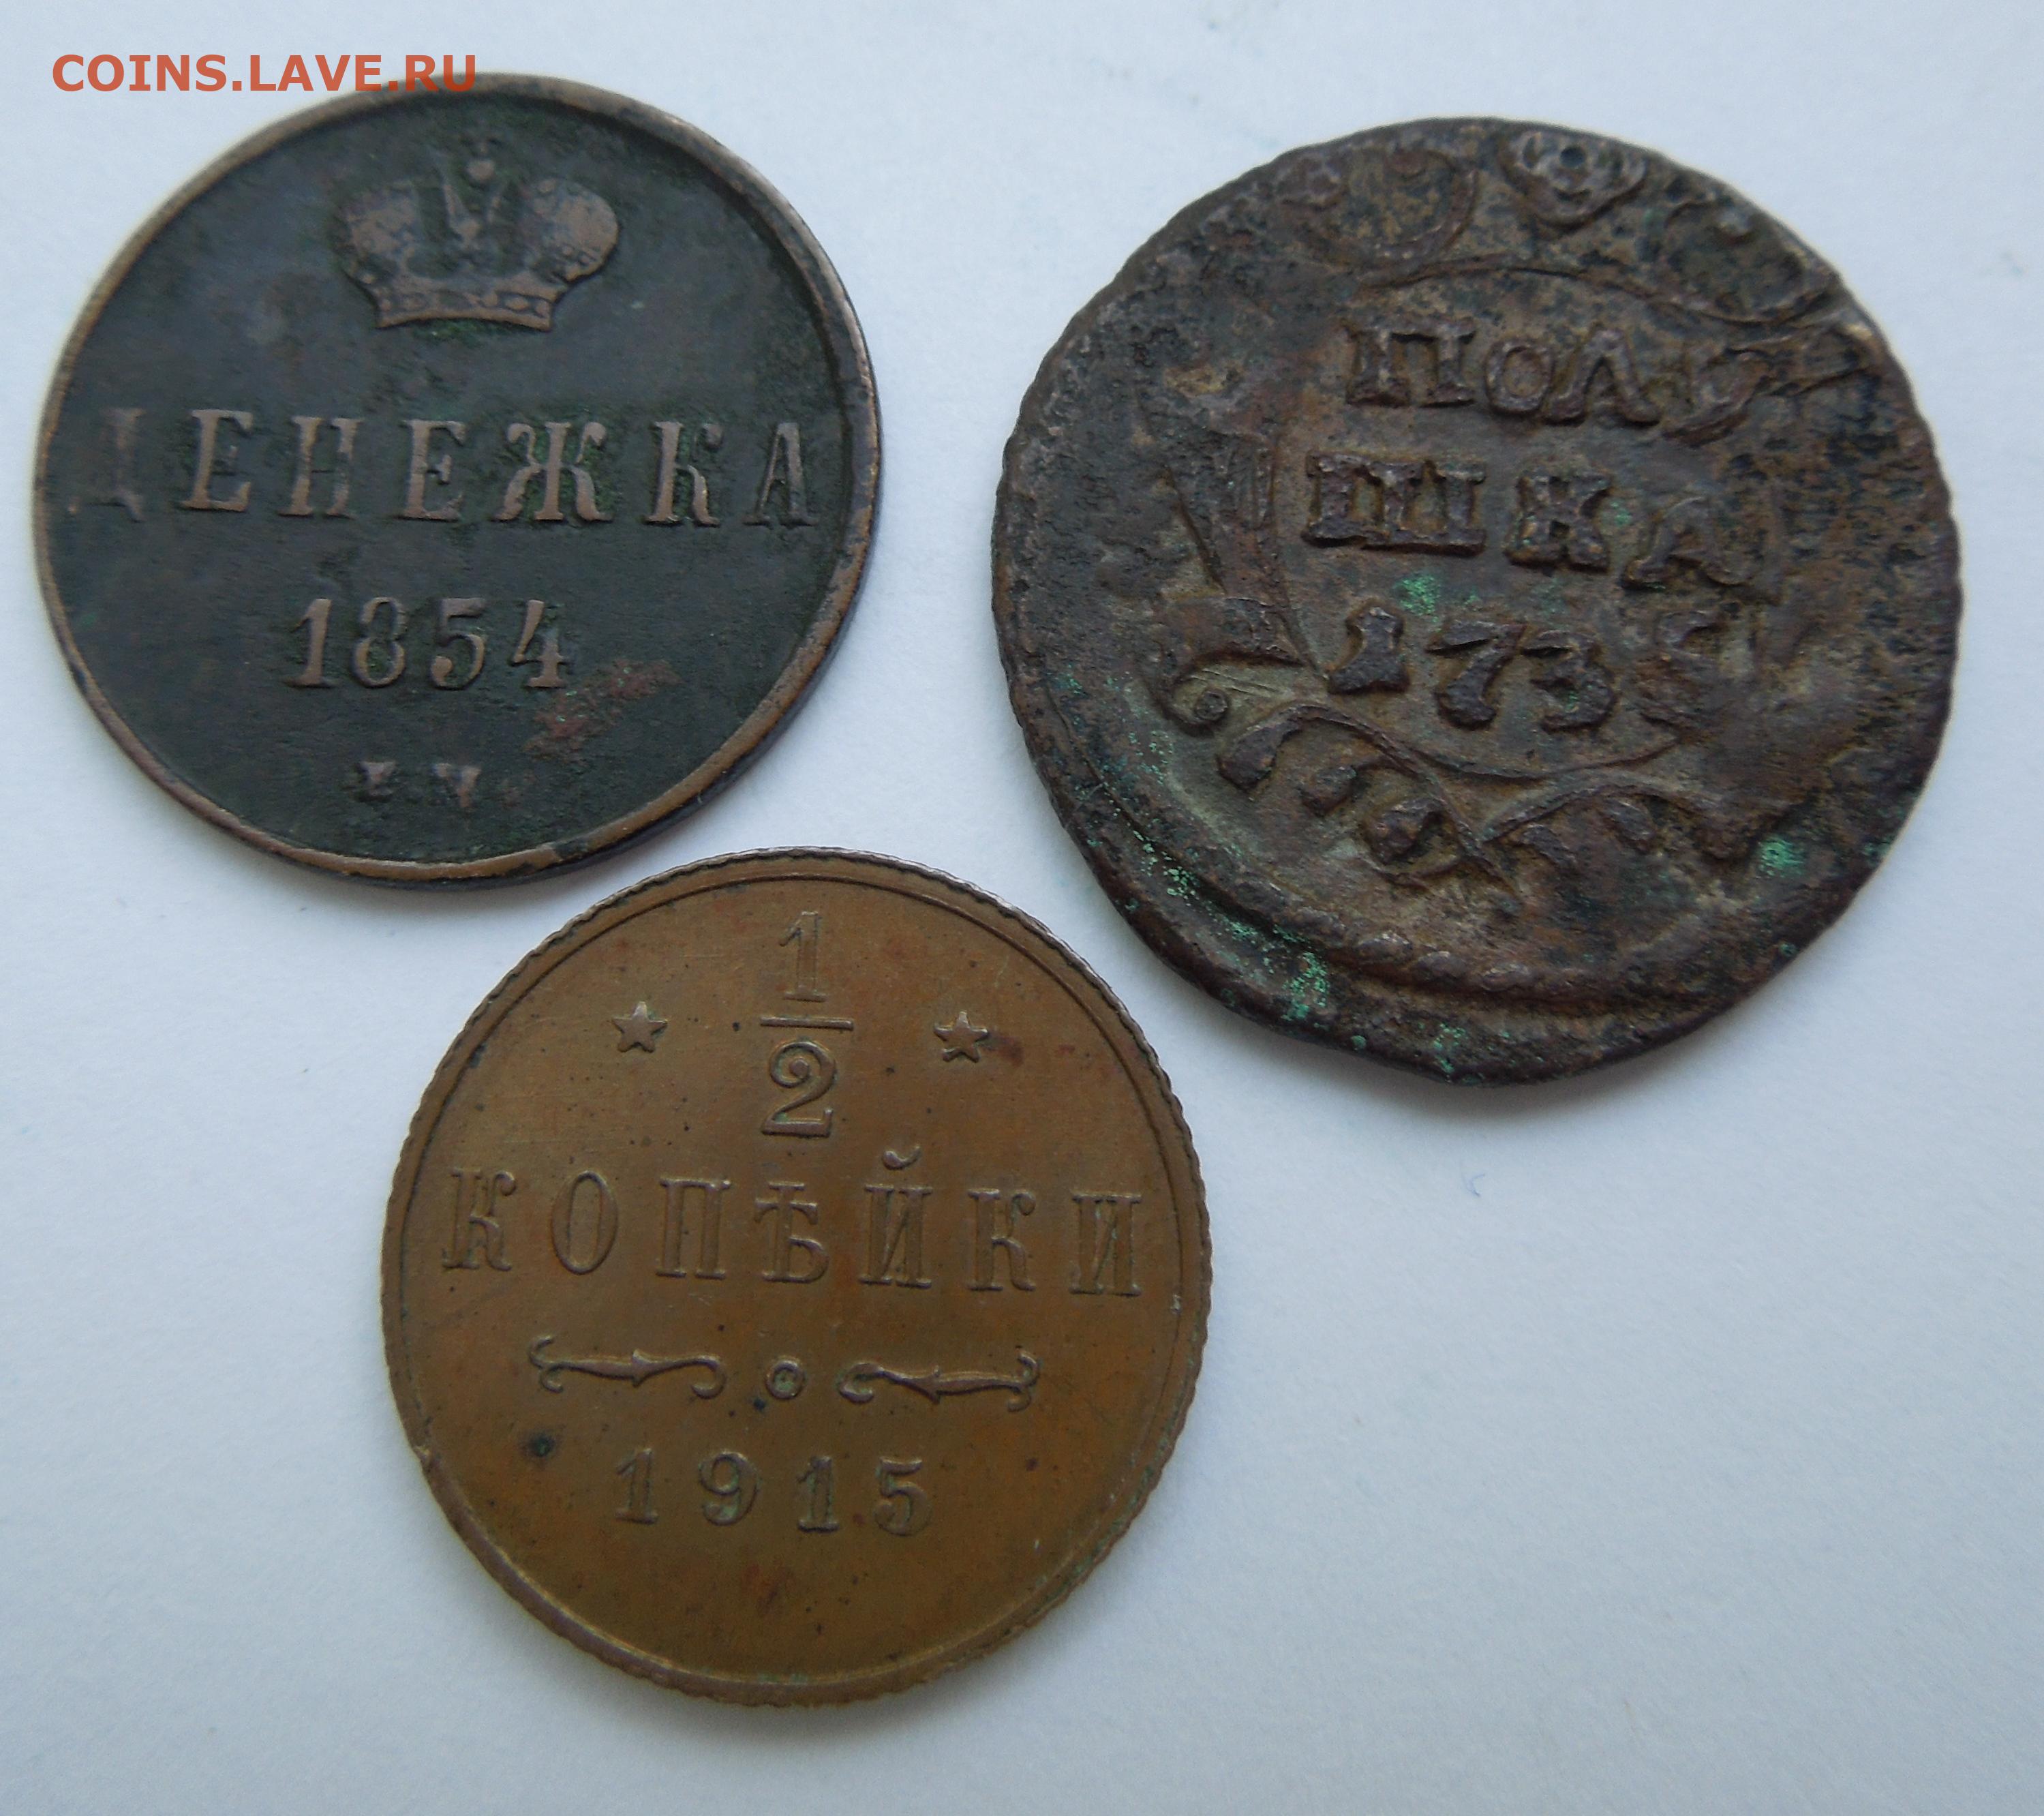 COINS.LAVE.RU
ДЕНЕЖКА
1854
ПОЛУ
ШКА
173
1
2
КОПѢЙКИ
1915